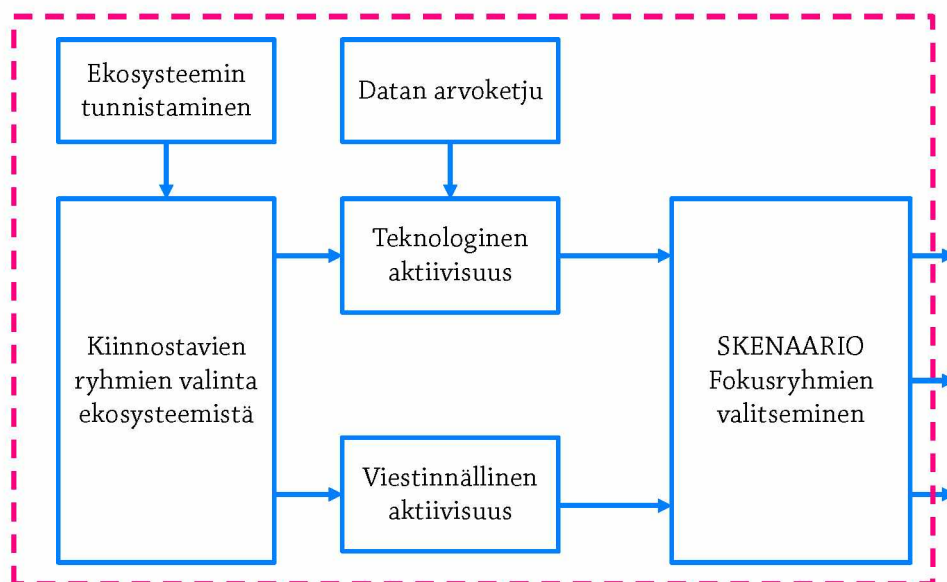 Ekosysteemin
tunnistaminen
Datan arvoketju
Kiinnostavien
ryhmien valinta
ekosysteemistä
Teknologinen
aktiivisuus
Viestinnällinen
aktiivisuus
SKENAARIO
Fokusryhmien
valitseminen